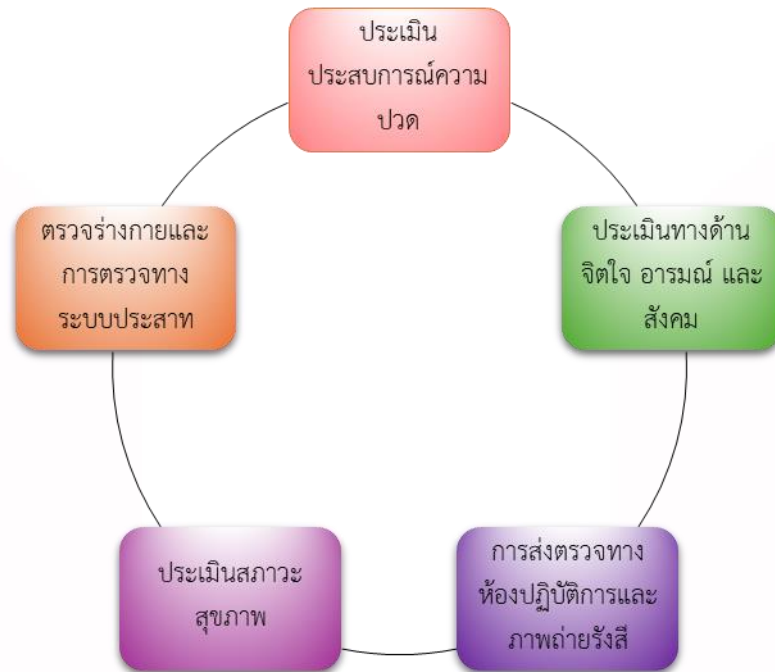 ประเมิน
ประสบการณ์ความ
ปวด
ประเมินทางด้าน
จิตใจ อารมณ์ และ
สังคม
การส่งตรวจทาง
ห้องปฏิบัติการและ
ภาพถ่ายรังสี
ประเมินสภาวะ
สุขภาพ
ตรวจร่างกายและ
การตรวจทาง
ระบบประสาท